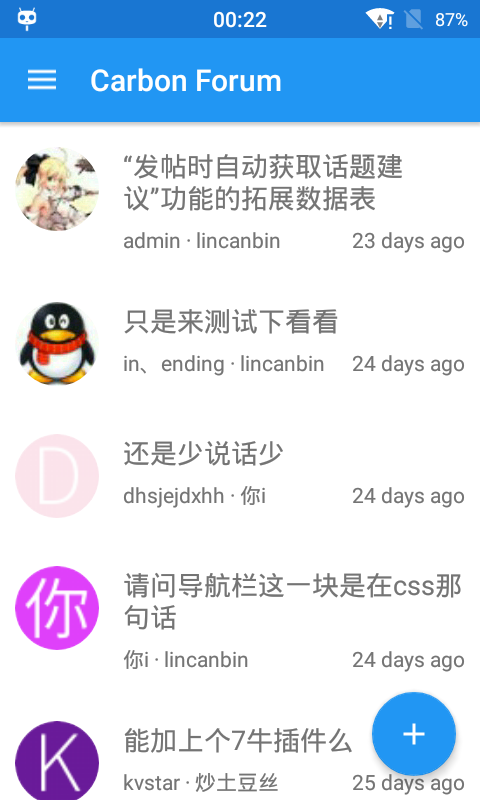 00:22
87%
Carbon Forum
“发帖时自动获取话题建
议”功能的拓展数据表
admin · lincanbin
23 days ago
只是来测试下看看
in、ending · lincanbin
24 days ago
D
还是少说话少
dhsjejdxhh · 你i
24 days ago
你
请问导航栏这一块是在css那
句话
你i · lincanbin
24 days ago
K
能加上个7牛插件么
kvstar · 炒土豆丝
25 days ago